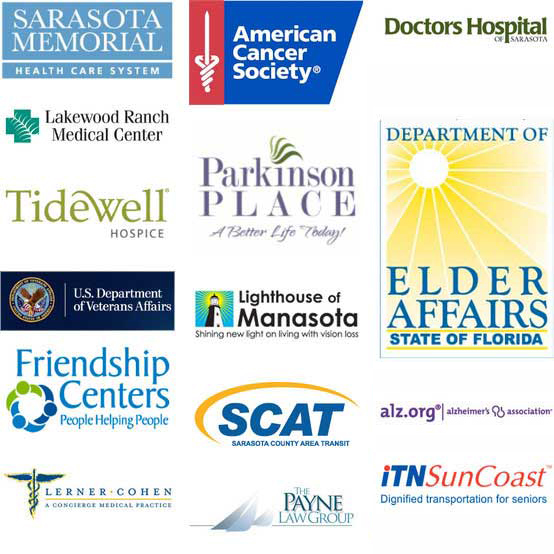 SARASOTA
MEMORIAL
HEALTH CARE SYSTEM
American
Cancer
Society®
Doctors Hospital
OF SARASOTA
Lakewood Ranch
Medical Center
Tidewell®
HOSPICE
Parkinson
PLACE
A Better Life Today!
DEPARTMENT OF
ELDER
AFFAIRS
STATE OF FLORIDA
U.S. Department
of Veterans Affairs
Lighthouse of
Manasota
Shining new light on living with vision loss
Friendship
Centers
People Helping People
SCAT
SARASOTA COUNTY AREA TRANSIT
alz.org® alzheimer's association®
LERNER · COHEN
A CONCIERGE MEDICAL PRACTICE
THE
PAYNE
LAW GROUP
iTNSunCoast™
Dignified transportation for seniors